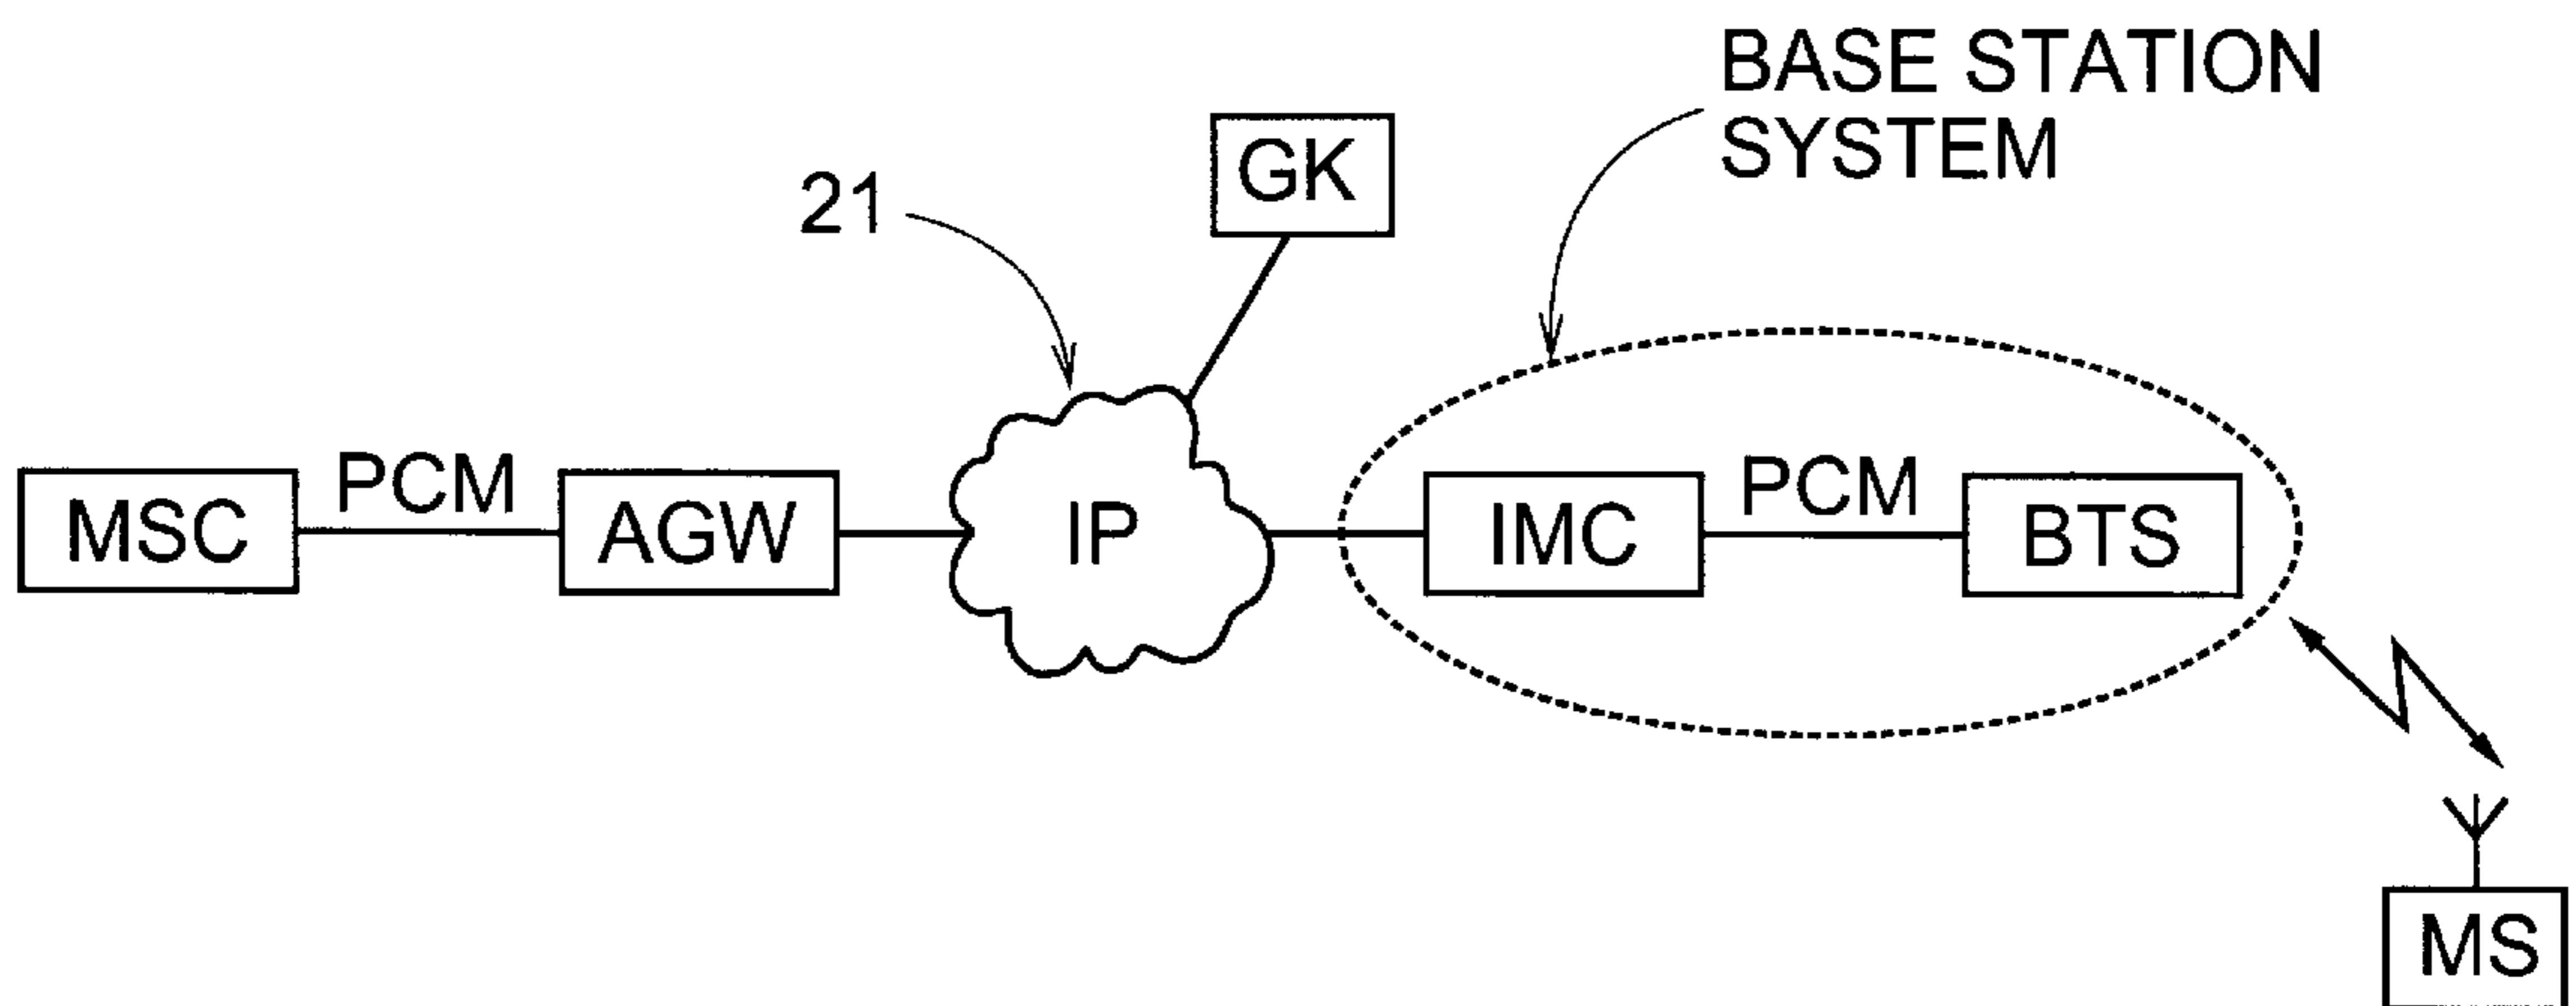 BASE STATION
SYSTEM
GK
21
MSC
PCM
AGW
IP
IMC
PCM
BTS
MS